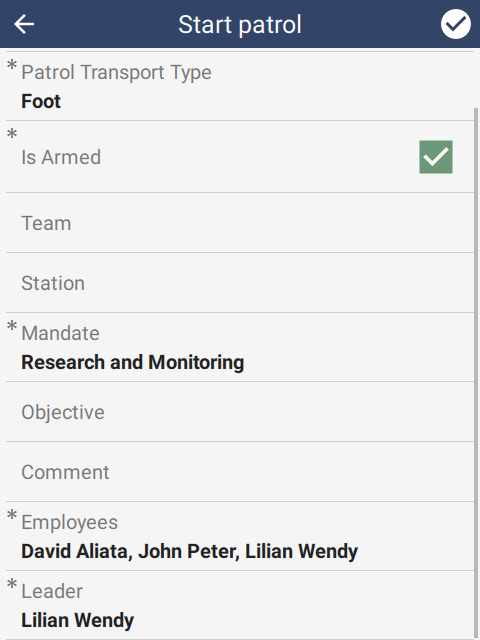 Start patrol
* Patrol Transport Type
Foot
*
Is Armed
Team
Station
* Mandate
Research and Monitoring
Objective
Comment
* Employees
David Aliata, John Peter, Lilian Wendy
* Leader
Lilian Wendy